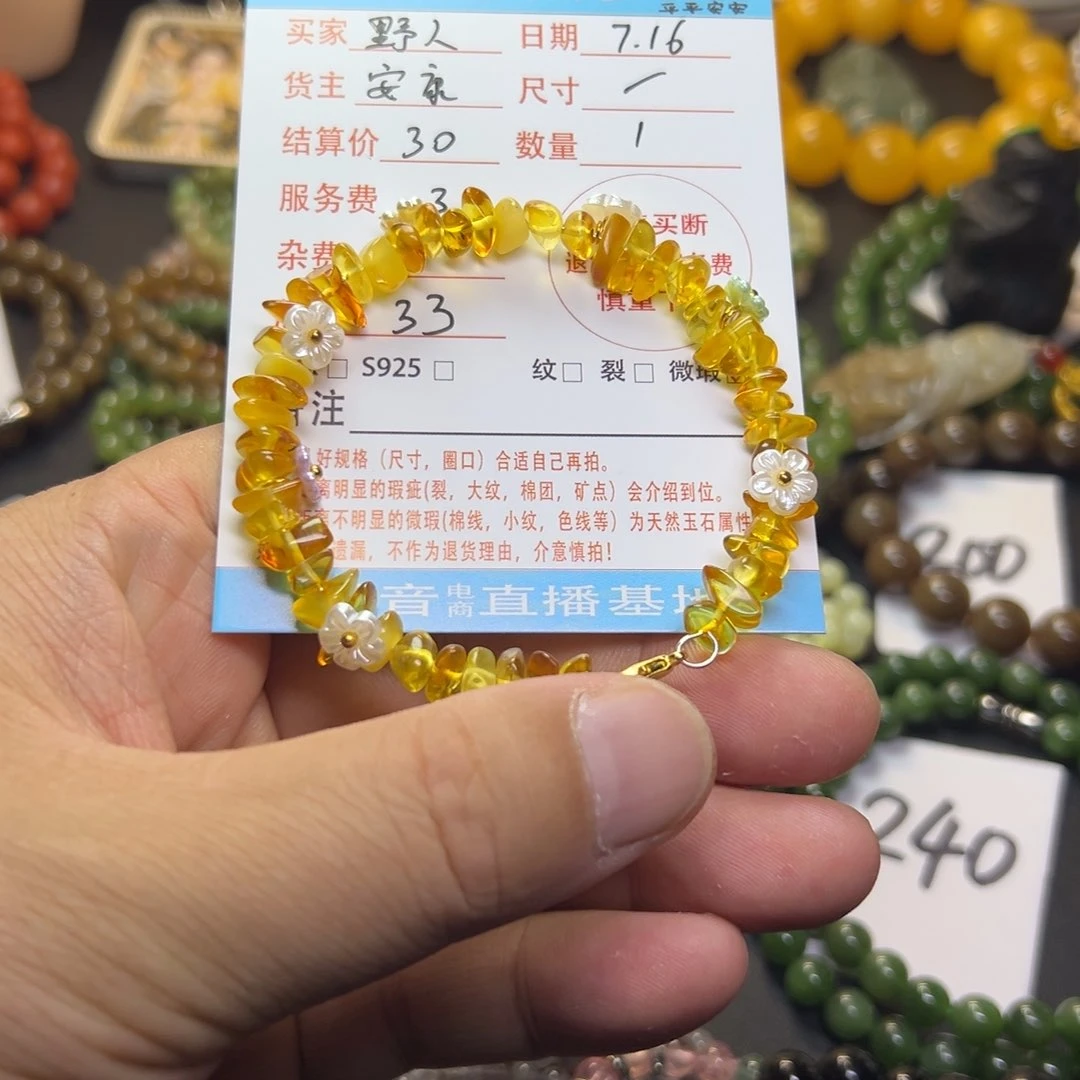 平平安安
买家 野人 日期 7.16
货主 安康 尺寸 /
结算价 30 数量 1
服务费 3
买断
杂费
退 费
慎重
33
S925 纹 裂 微瑕
注
好规格（尺寸，圈口）合适自己再拍。
离明显的瑕疵(裂，大纹，棉团，矿点）会介绍到位。
不明显的微瑕(棉线，小纹，色线等）为天然玉石属性
遗漏，不作为退货理由，介意慎拍！
音电商直播基地
200
240